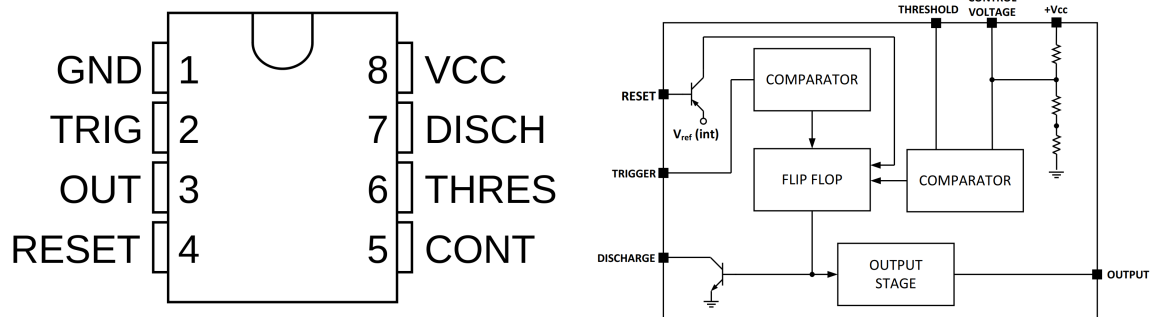 GND 1 8 VCC
TRIG 2 7 DISCH
OUT 3 6 THRES
RESET 4 5 CONT
THRESHOLD
VOLTAGE
+Vcc
COMPARATOR
RESET
Vref (int)
TRIGGER
FLIP FLOP
COMPARATOR
DISCHARGE
OUTPUT
STAGE
OUTPUT